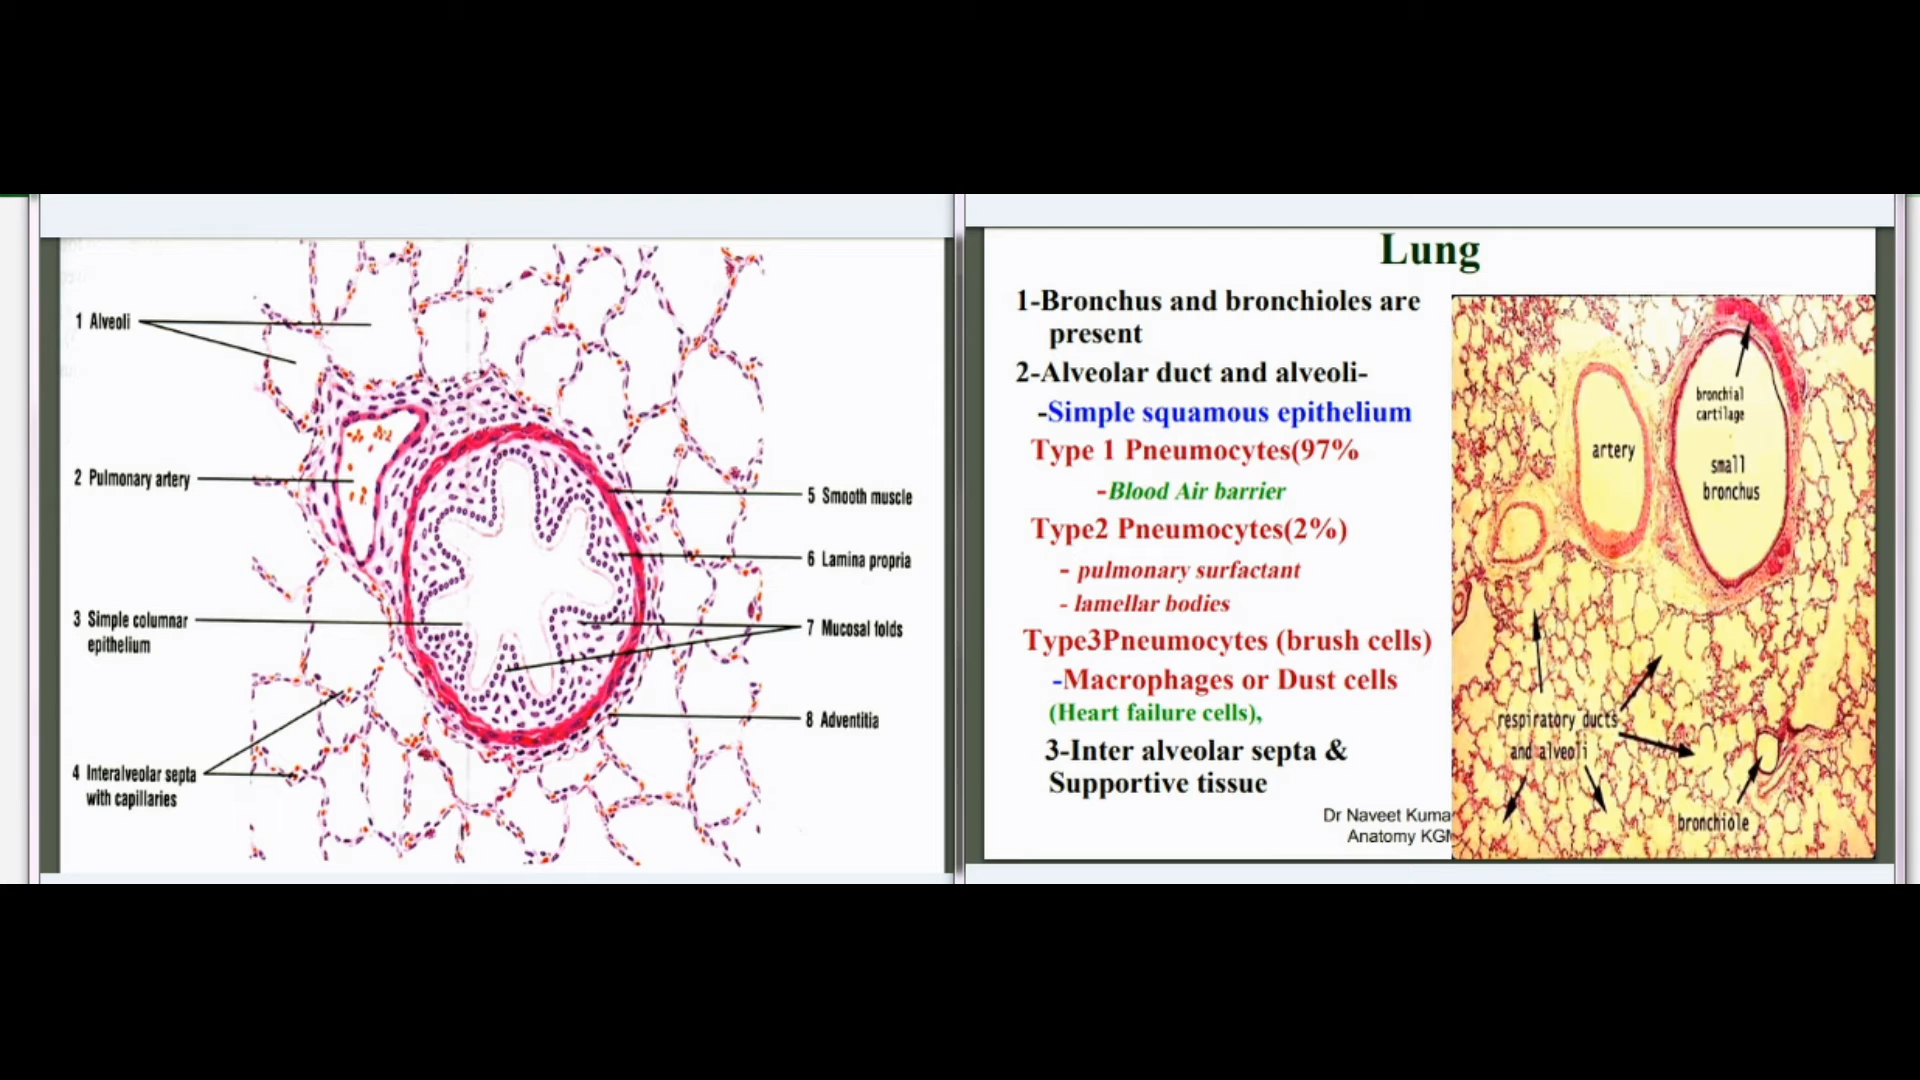 1 Alveoli
2 Pulmonary artery
3 Simple columnar
epithelium
4 Interalveolar septa
with capillaries
5 Smooth muscle
6 Lamina propria
7 Mucosal folds
8 Adventitia
Lung
1-Bronchus and bronchioles are
present
2-Alveolar duct and alveoli-
-Simple squamous epithelium
Type 1 Pneumocytes(97%
-Blood Air barrier
Type2 Pneumocytes(2%)
- pulmonary surfactant
- lamellar bodies
Type3Pneumocytes (brush cells)
-Macrophages or Dust cells
(Heart failure cells),
3-Inter alveolar septa &
Supportive tissue
Dr Naveet Kuma
Anatomy KGM
bronchial
cartilage
artery
small
bronchus
respiratory ducts
and alveoli
bronchiole